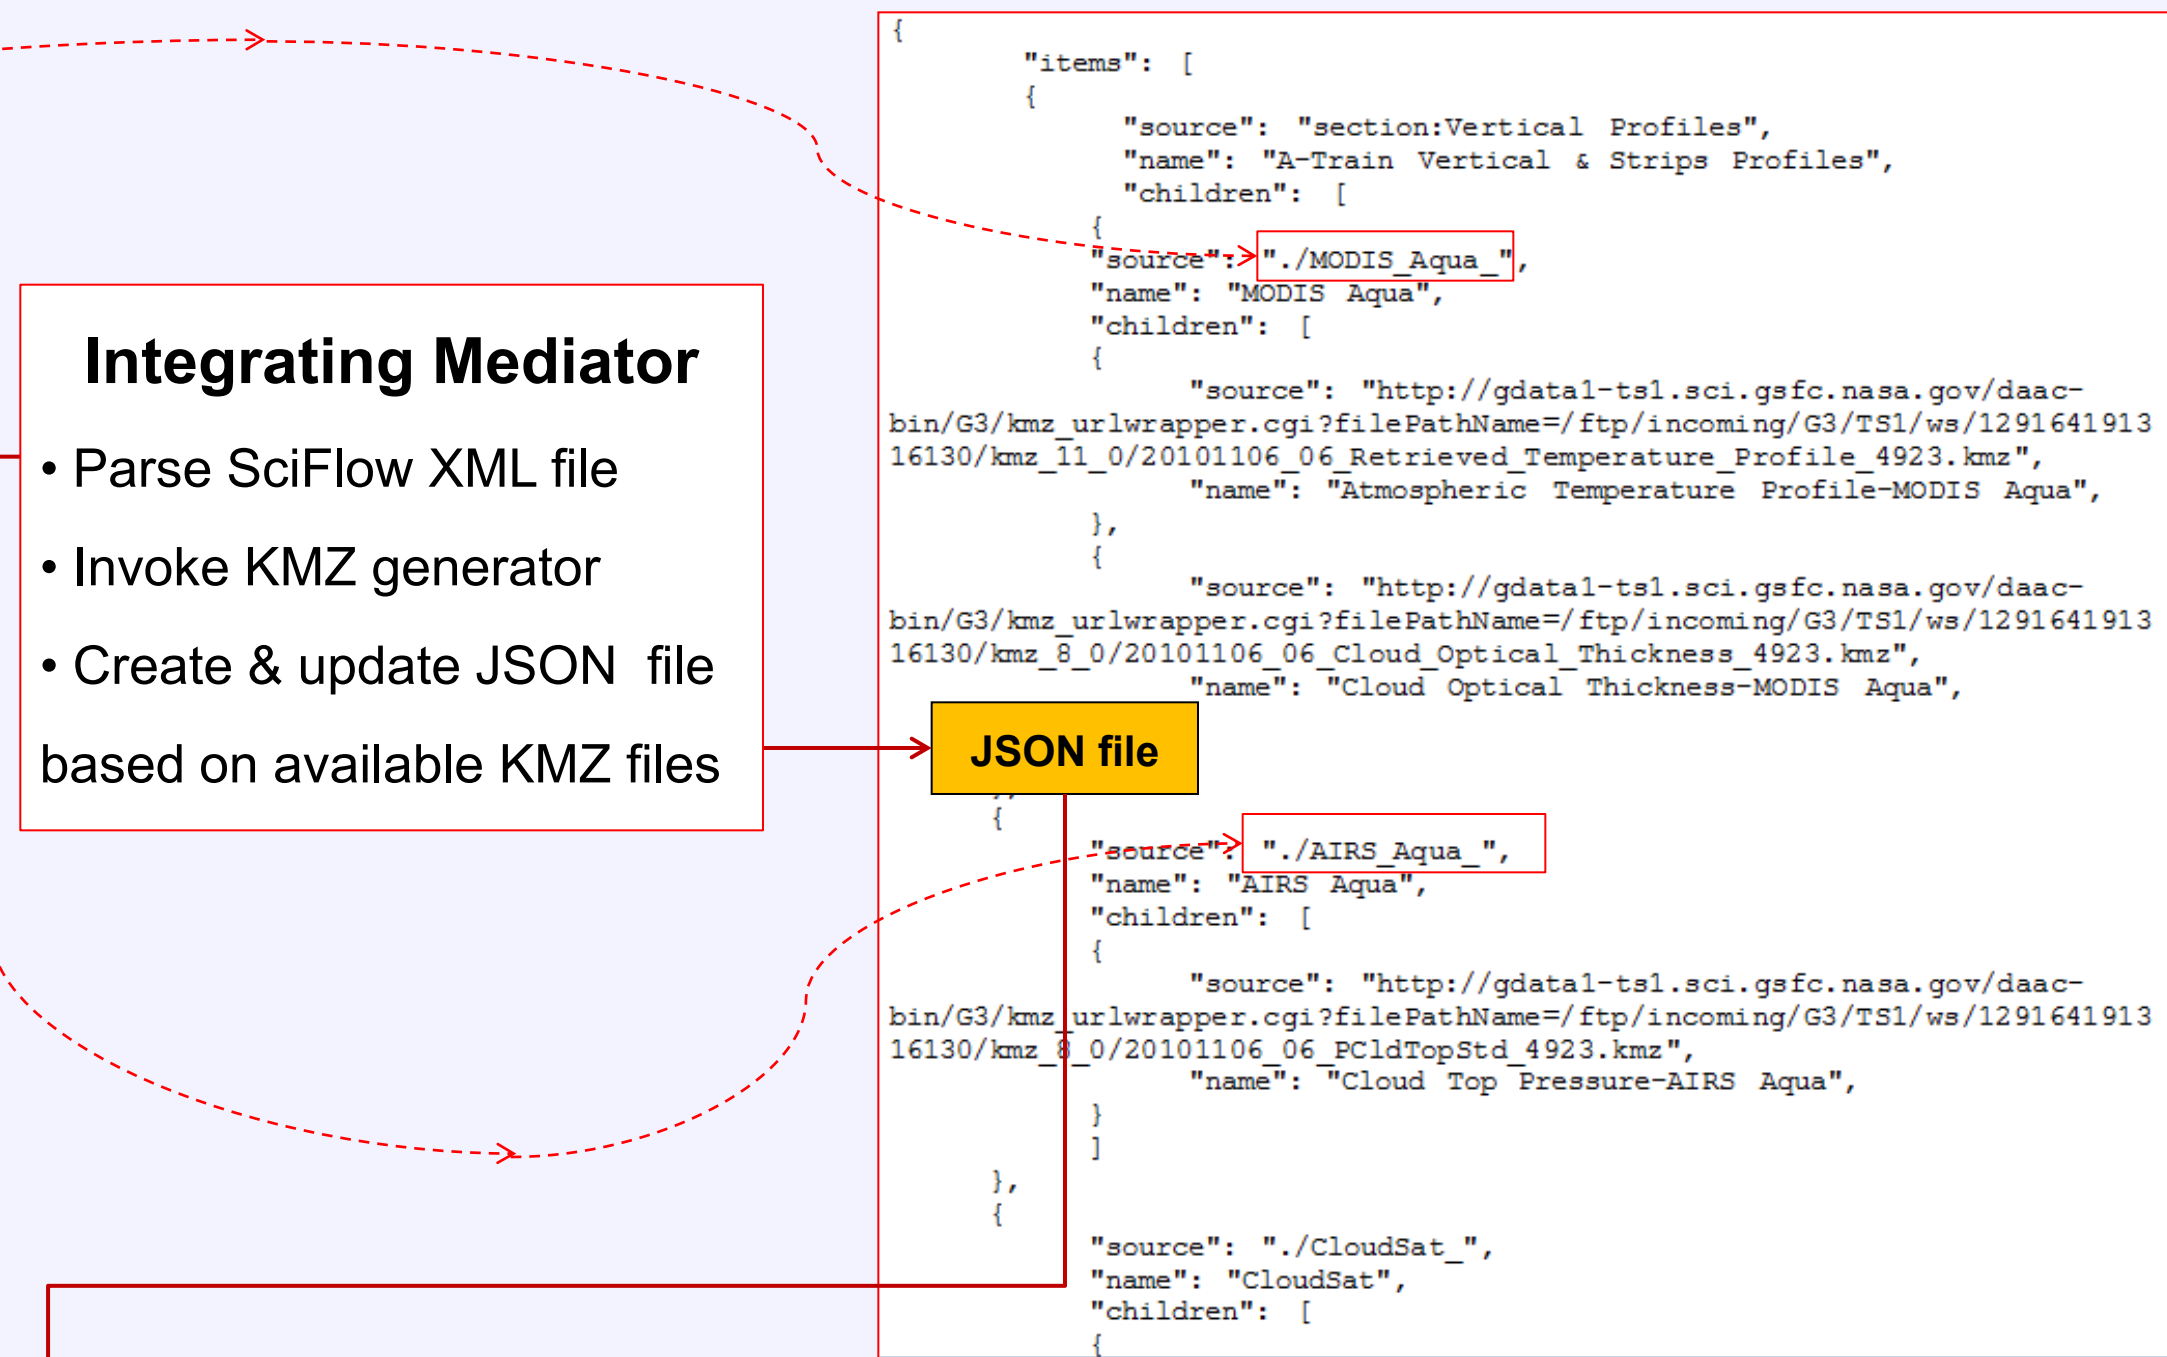 Integrating Mediator
• Parse SciFlow XML file
• Invoke KMZ generator
• Create & update JSON file
based on available KMZ files
JSON file
{
"items": [
{
"source": "section:Vertical Profiles",
"name": "A-Train Vertical & Strips Profiles",
"children": [
{
"source": "./MODIS_Aqua_",
"name": "MODIS Aqua",
"children": [
{
"source": "http://gdata1-ts1.sci.gsfc.nasa.gov/daac-
bin/G3/kmz_urlwrapper.cgi?filePathName=/ftp/incoming/G3/TS1/ws/1291641913
16130/kmz_11_0/20101106_06_Retrieved_Temperature_Profile_4923.kmz",
"name": "Atmospheric Temperature Profile-MODIS Aqua",
},
{
"source": "http://gdata1-ts1.sci.gsfc.nasa.gov/daac-
bin/G3/kmz_urlwrapper.cgi?filePathName=/ftp/incoming/G3/TS1/ws/1291641913
16130/kmz_8_0/20101106_06_Cloud_Optical_Thickness_4923.kmz",
"name": "Cloud Optical Thickness-MODIS Aqua",
{
"source": "./AIRS_Aqua_",
"name": "AIRS Aqua",
"children": [
{
"source": "http://gdata1-ts1.sci.gsfc.nasa.gov/daac-
bin/G3/kmz_urlwrapper.cgi?filePathName=/ftp/incoming/G3/TS1/ws/1291641913
16130/kmz_8_0/20101106_06_PCldTopStd_4923.kmz",
"name": "Cloud Top Pressure-AIRS Aqua",
}
]
},
{
"source": "./CloudSat_",
"name": "CloudSat",
"children": [
{